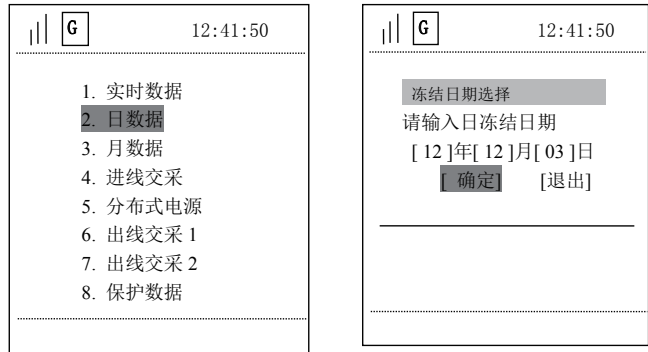 G 12:41:50
1. 实时数据
2. 日数据
3. 月数据
4. 进线交采
5. 分布式电源
6. 出线交采 1
7. 出线交采 2
8. 保护数据
G 12:41:50
冻结日期选择
请输入日冻结日期
[ 12 ]年[ 12 ]月[ 03 ]日
[ 确定] [退出]